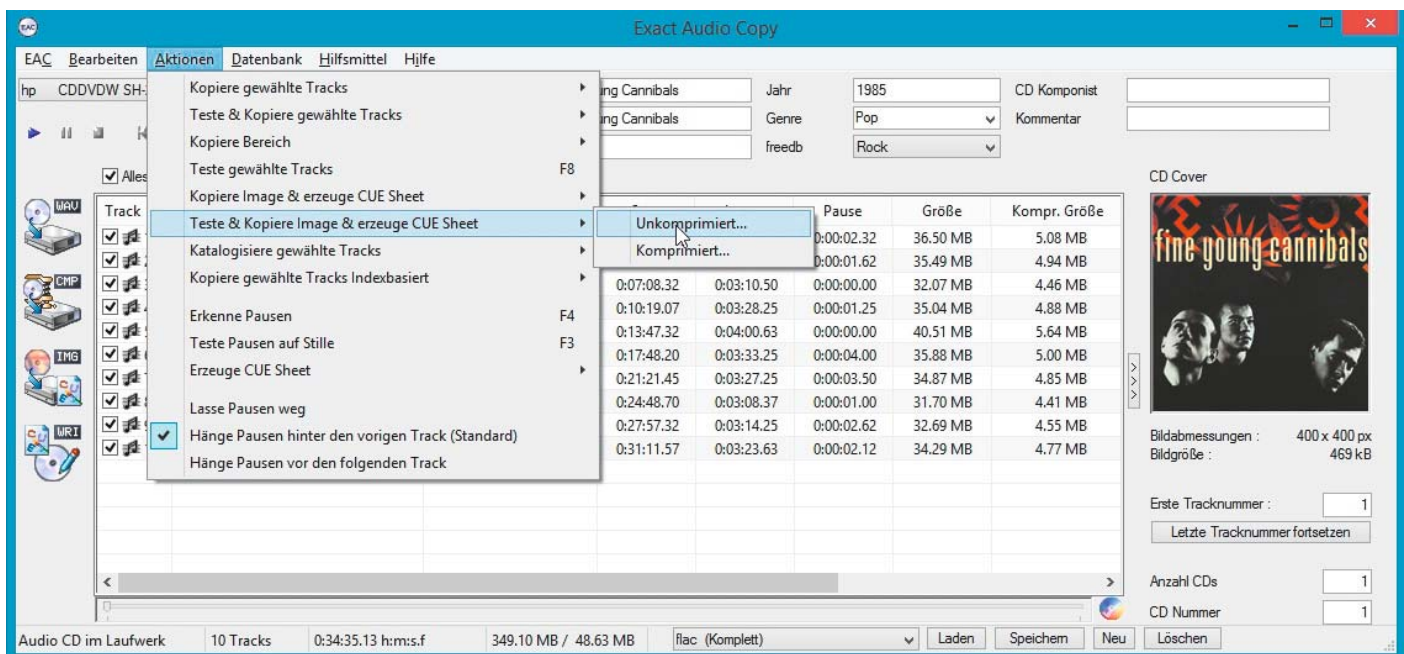 EAC
Exact Audio Copy
EAC Bearbeiten Aktionen Datenbank Hilfsmittel Hilfe
hp CDDVDW SH-
ng Cannibals Jahr 1985 CD Komponist
ng Cannibals Genre Pop Kommentar
freedb Rock
Alles
CD Cover
Kopiere gewählte Tracks
Teste & Kopiere gewählte Tracks
Kopiere Bereich
Teste gewählte Tracks F8
Kopiere Image & erzeuge CUE Sheet
Teste & Kopiere Image & erzeuge CUE Sheet
Katalogisiere gewählte Tracks
Kopiere gewählte Tracks Indexbasiert
Erkenne Pausen F4
Teste Pausen auf Stille F3
Erzeuge CUE Sheet
Lasse Pausen weg
Hänge Pausen hinter den vorigen Track (Standard)
Hänge Pausen vor den folgenden Track
Unkomprimiert...
Komprimiert...
WAV
CMP
IMG
WRI
Track Pause Größe Kompr. Größe
0:00:02.32 36.50 MB 5.08 MB
0:00:01.62 35.49 MB 4.94 MB
0:07:08.32 0:03:10.50 0:00:00.00 32.07 MB 4.46 MB
0:10:19.07 0:03:28.25 0:00:01.25 35.04 MB 4.88 MB
0:13:47.32 0:04:00.63 0:00:00.00 40.51 MB 5.64 MB
0:17:48.20 0:03:33.25 0:00:04.00 35.88 MB 5.00 MB
0:21:21.45 0:03:27.25 0:00:03.50 34.87 MB 4.85 MB
0:24:48.70 0:03:08.37 0:00:01.00 31.70 MB 4.41 MB
0:27:57.32 0:03:14.25 0:00:02.62 32.69 MB 4.55 MB
0:31:11.57 0:03:23.63 0:00:02.12 34.29 MB 4.77 MB
fine young cannibals
Bildabmessungen : 400 x 400 px
Bildgröße : 469 kB
Erste Tracknummer : 1
Letzte Tracknummer fortsetzen
Anzahl CDs 1
CD Nummer 1
Audio CD im Laufwerk 10 Tracks 0:34:35.13 h:m:s.f 349.10 MB / 48.63 MB flac (Komplett) Laden Speichern Neu Löschen